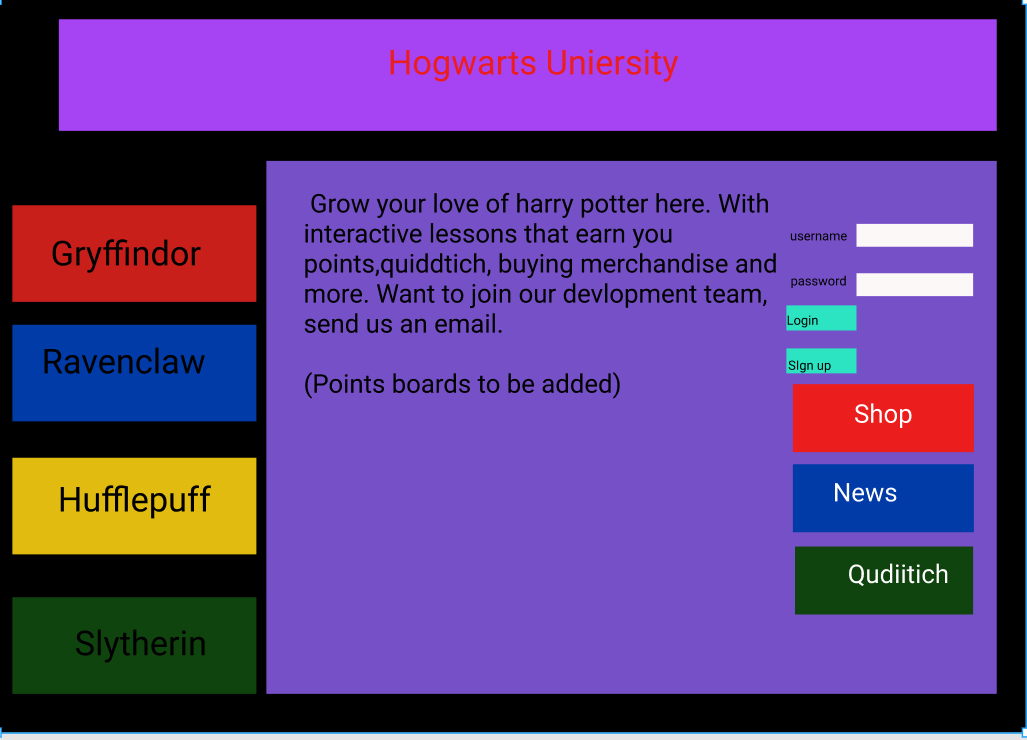 Hogwarts Uniersity
Gryffindor
Ravenclaw
Hufflepuff
Slytherin
Grow your love of harry potter here. With
interactive lessons that earn you
points,quiddtich, buying merchandise and
more. Want to join our devlopment team,
send us an email.
(Points boards to be added)
username
password
Login
SIgn up
Shop
News
Qudiitich